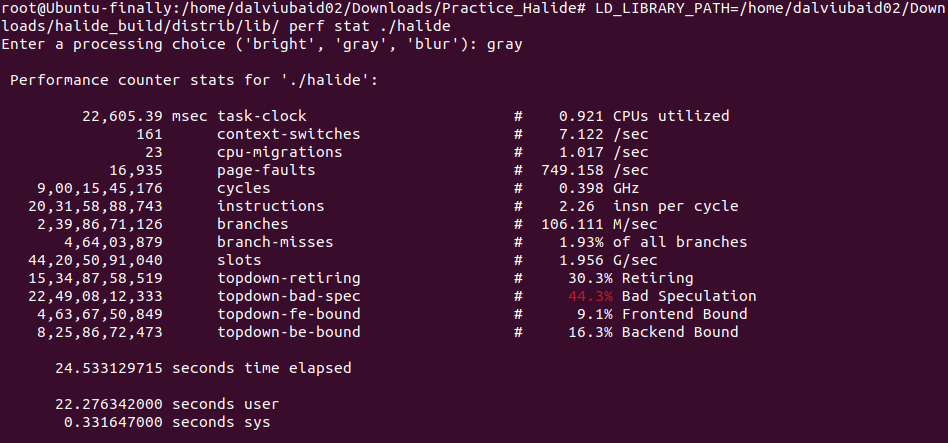 root@Ubuntu-finally:/home/dalviubaid02/Downloads/Practice_Halide# LD_LIBRARY_PATH=/home/dalviubaid02/Down
loads/halide_build/distrib/lib/ perf stat ./halide
Enter a processing choice ('bright', 'gray', 'blur'): gray
Performance counter stats for './halide':
22,605.39 msec task-clock # 0.921 CPUs utilized
161 context-switches # 7.122 /sec
23 cpu-migrations # 1.017 /sec
16,935 page-faults # 749.158 /sec
9,00,15,45,176 cycles # 0.398 GHz
20,31,58,88,743 instructions # 2.26 insn per cycle
2,39,86,71,126 branches # 106.111 M/sec
4,64,03,879 branch-misses # 1.93% of all branches
44,20,50,91,040 slots # 1.956 G/sec
15,34,87,58,519 topdown-retiring # 30.3% Retiring
22,49,08,12,333 topdown-bad-spec # 44.3% Bad Speculation
4,63,67,50,849 topdown-fe-bound # 9.1% Frontend Bound
8,25,86,72,473 topdown-be-bound # 16.3% Backend Bound
24.533129715 seconds time elapsed
22.276342000 seconds user
0.331647000 seconds sys